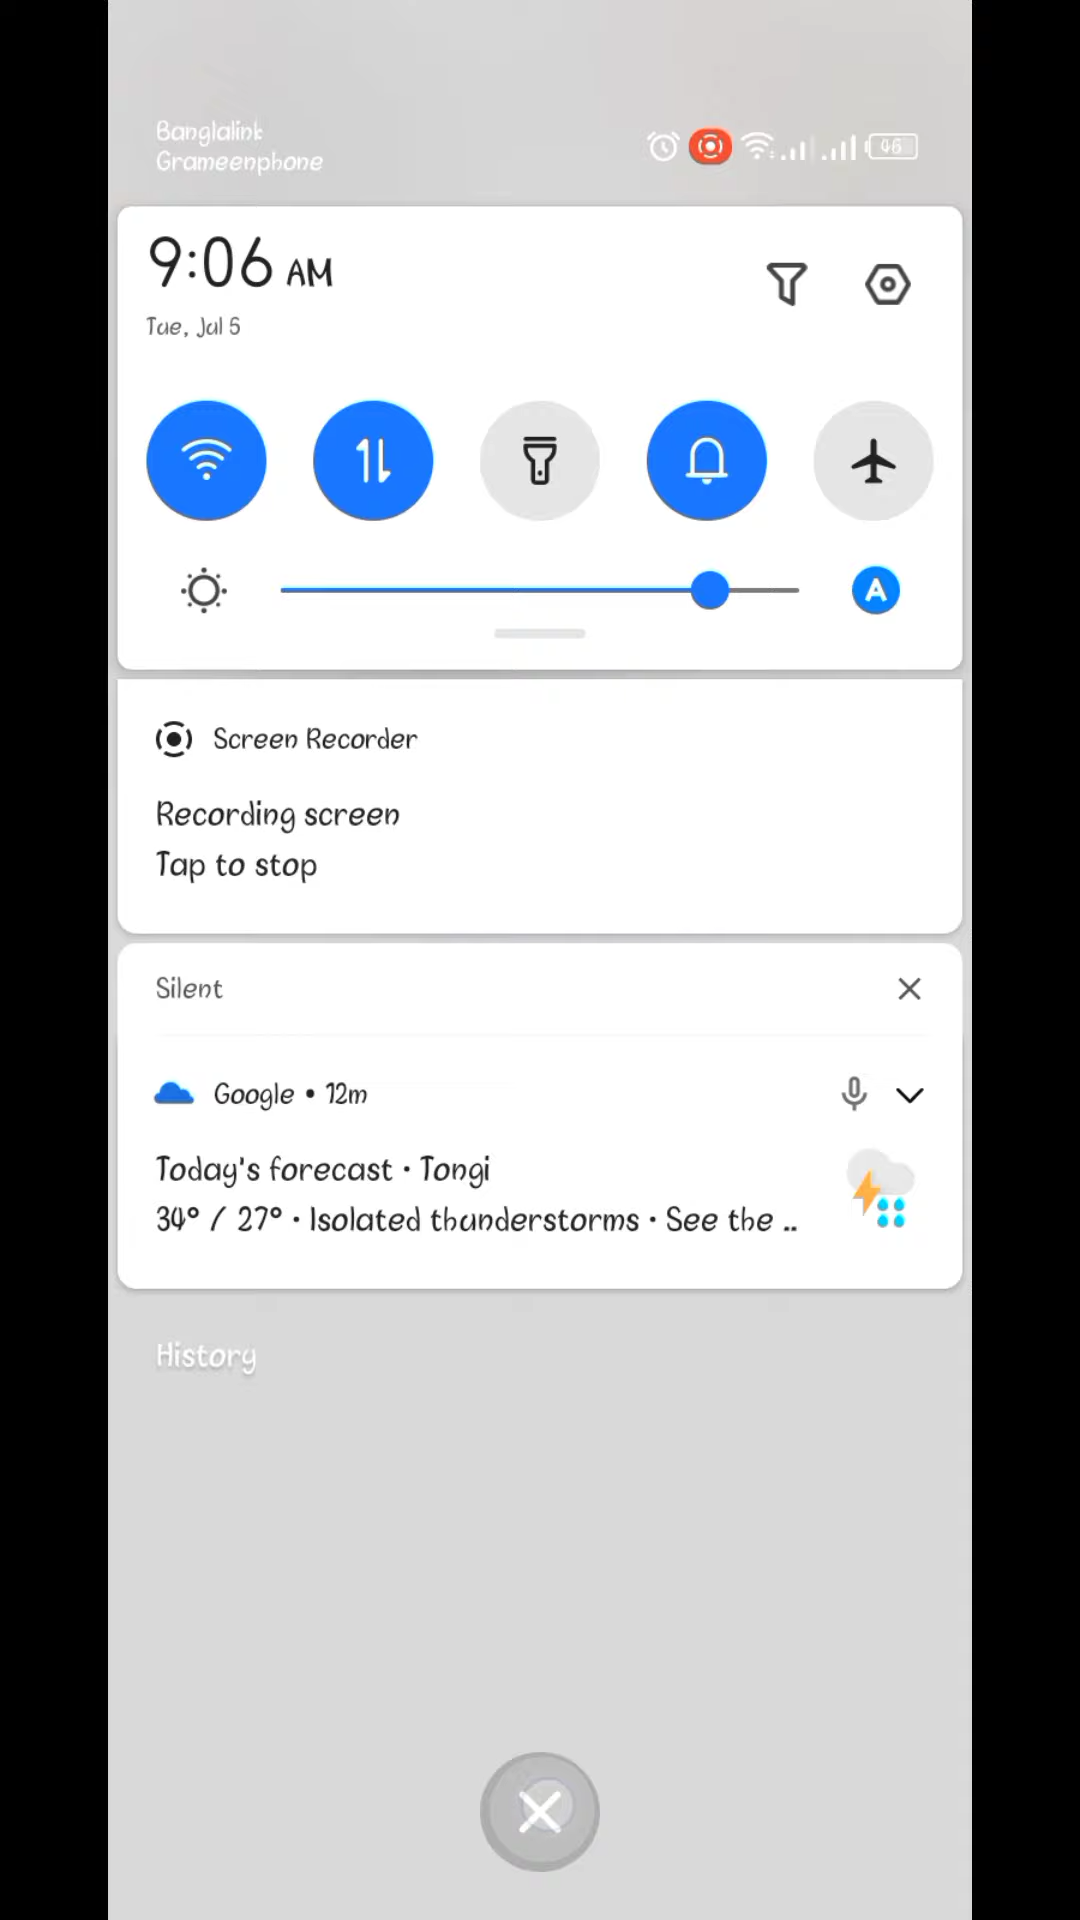 Banglalink
Grameenphone
46
9:06 AM
Tue, Jul 5
A
Screen Recorder
Recording screen
Tap to stop
Silent
Google • 12m
Today's forecast · Tongi
34° / 27° · Isolated thunderstorms · See the ..
History